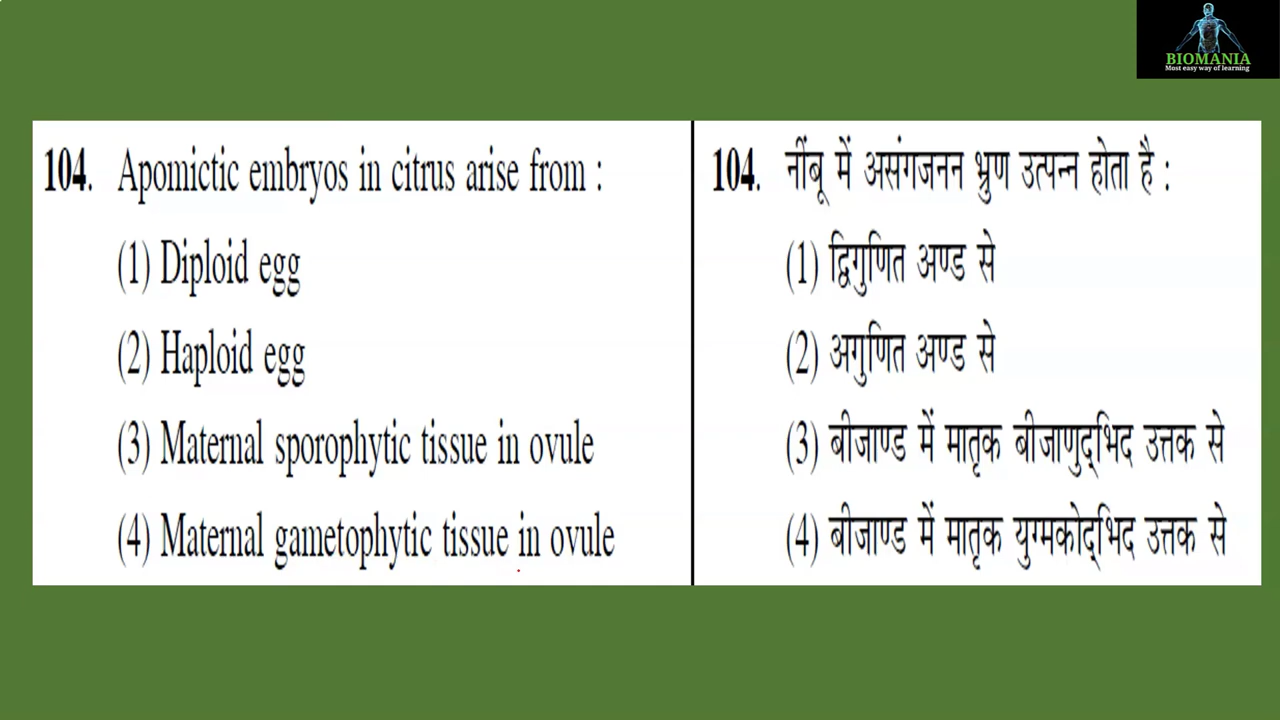 BIOMANIA
Most easy way of learning
104. Apomictic embryos in citrus arise from :
(1) Diploid egg
(2) Haploid egg
(3) Maternal sporophytic tissue in ovule
(4) Maternal gametophytic tissue in ovule
104. नींबू में असंगजनन भ्रुण उत्पन्न होता है :
(1) द्विगुणित अण्ड से
(2) अगुणित अण्ड से
(3) बीजाण्ड में मातृक बीजाणुद्भिद उत्तक से
(4) बीजाण्ड में मातृक युग्मकोद्भिद उत्तक से